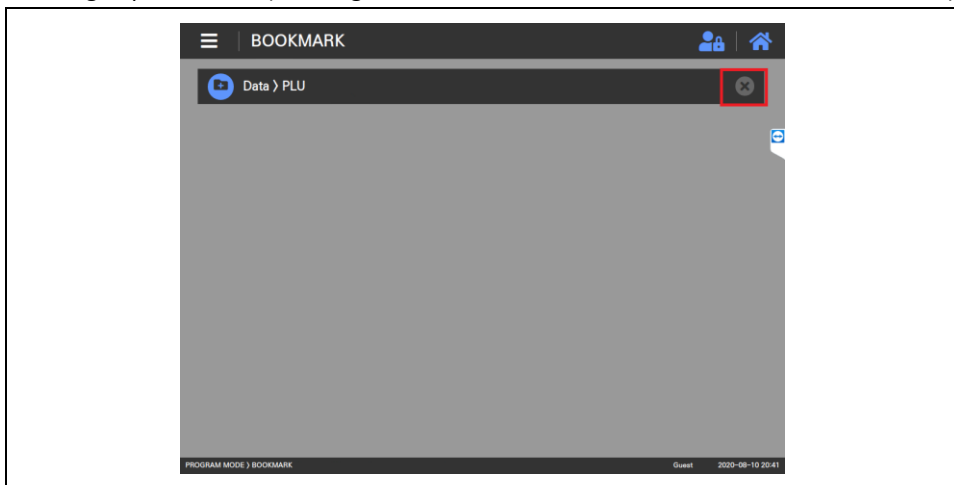 BOOKMARK
Data > PLU
PROGRAM MODE > BOOKMARK Guest 2020-08-10 20:41